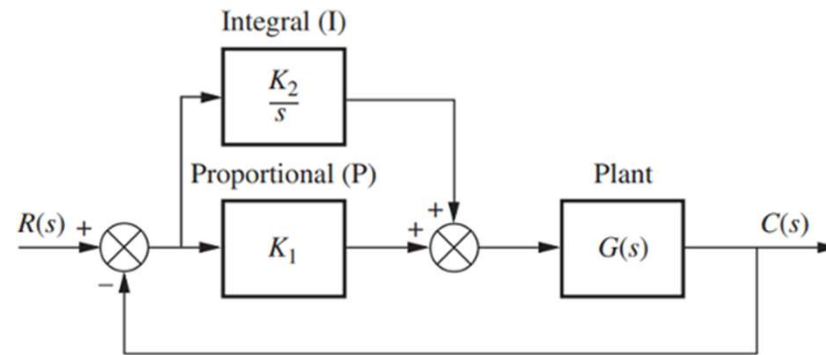 Integral (I)
K₂
s
Proportional (P)
Plant
R(s) +
+
+
K₁
G(s)
C(s)
−